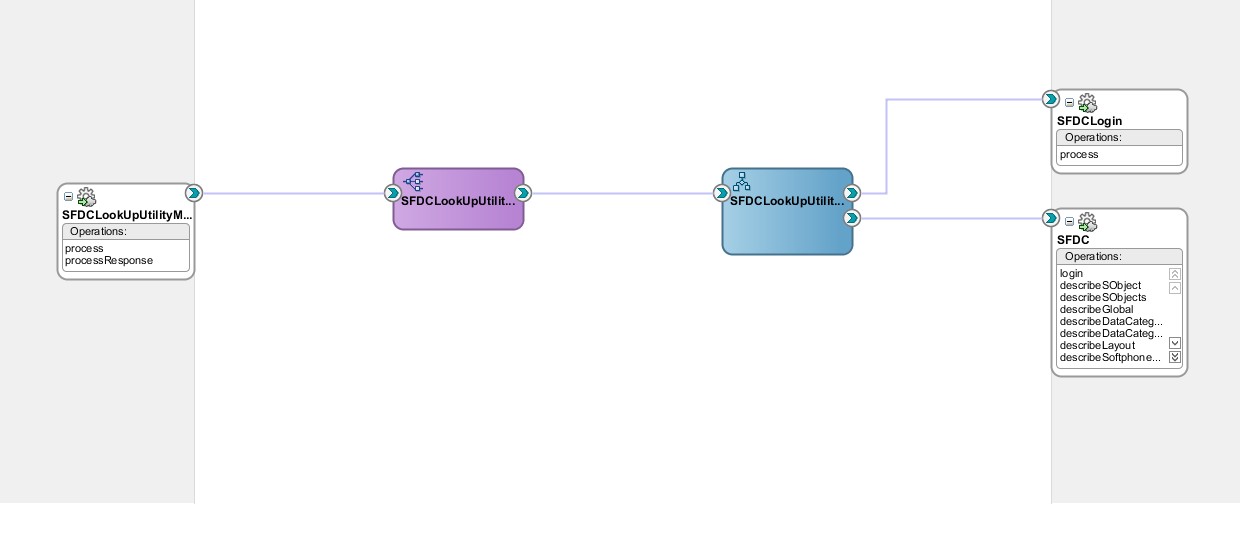 SFDCLookUpUtilityM...
Operations:
process
processResponse
SFDCLookUpUtilit...
SFDCLookUpUtilit...
SFDCLogin
Operations:
process
SFDC
Operations:
login
describeSObject
describeSObjects
describeGlobal
describeDataCateg...
describeDataCateg...
describeLayout
describeSoftphone...